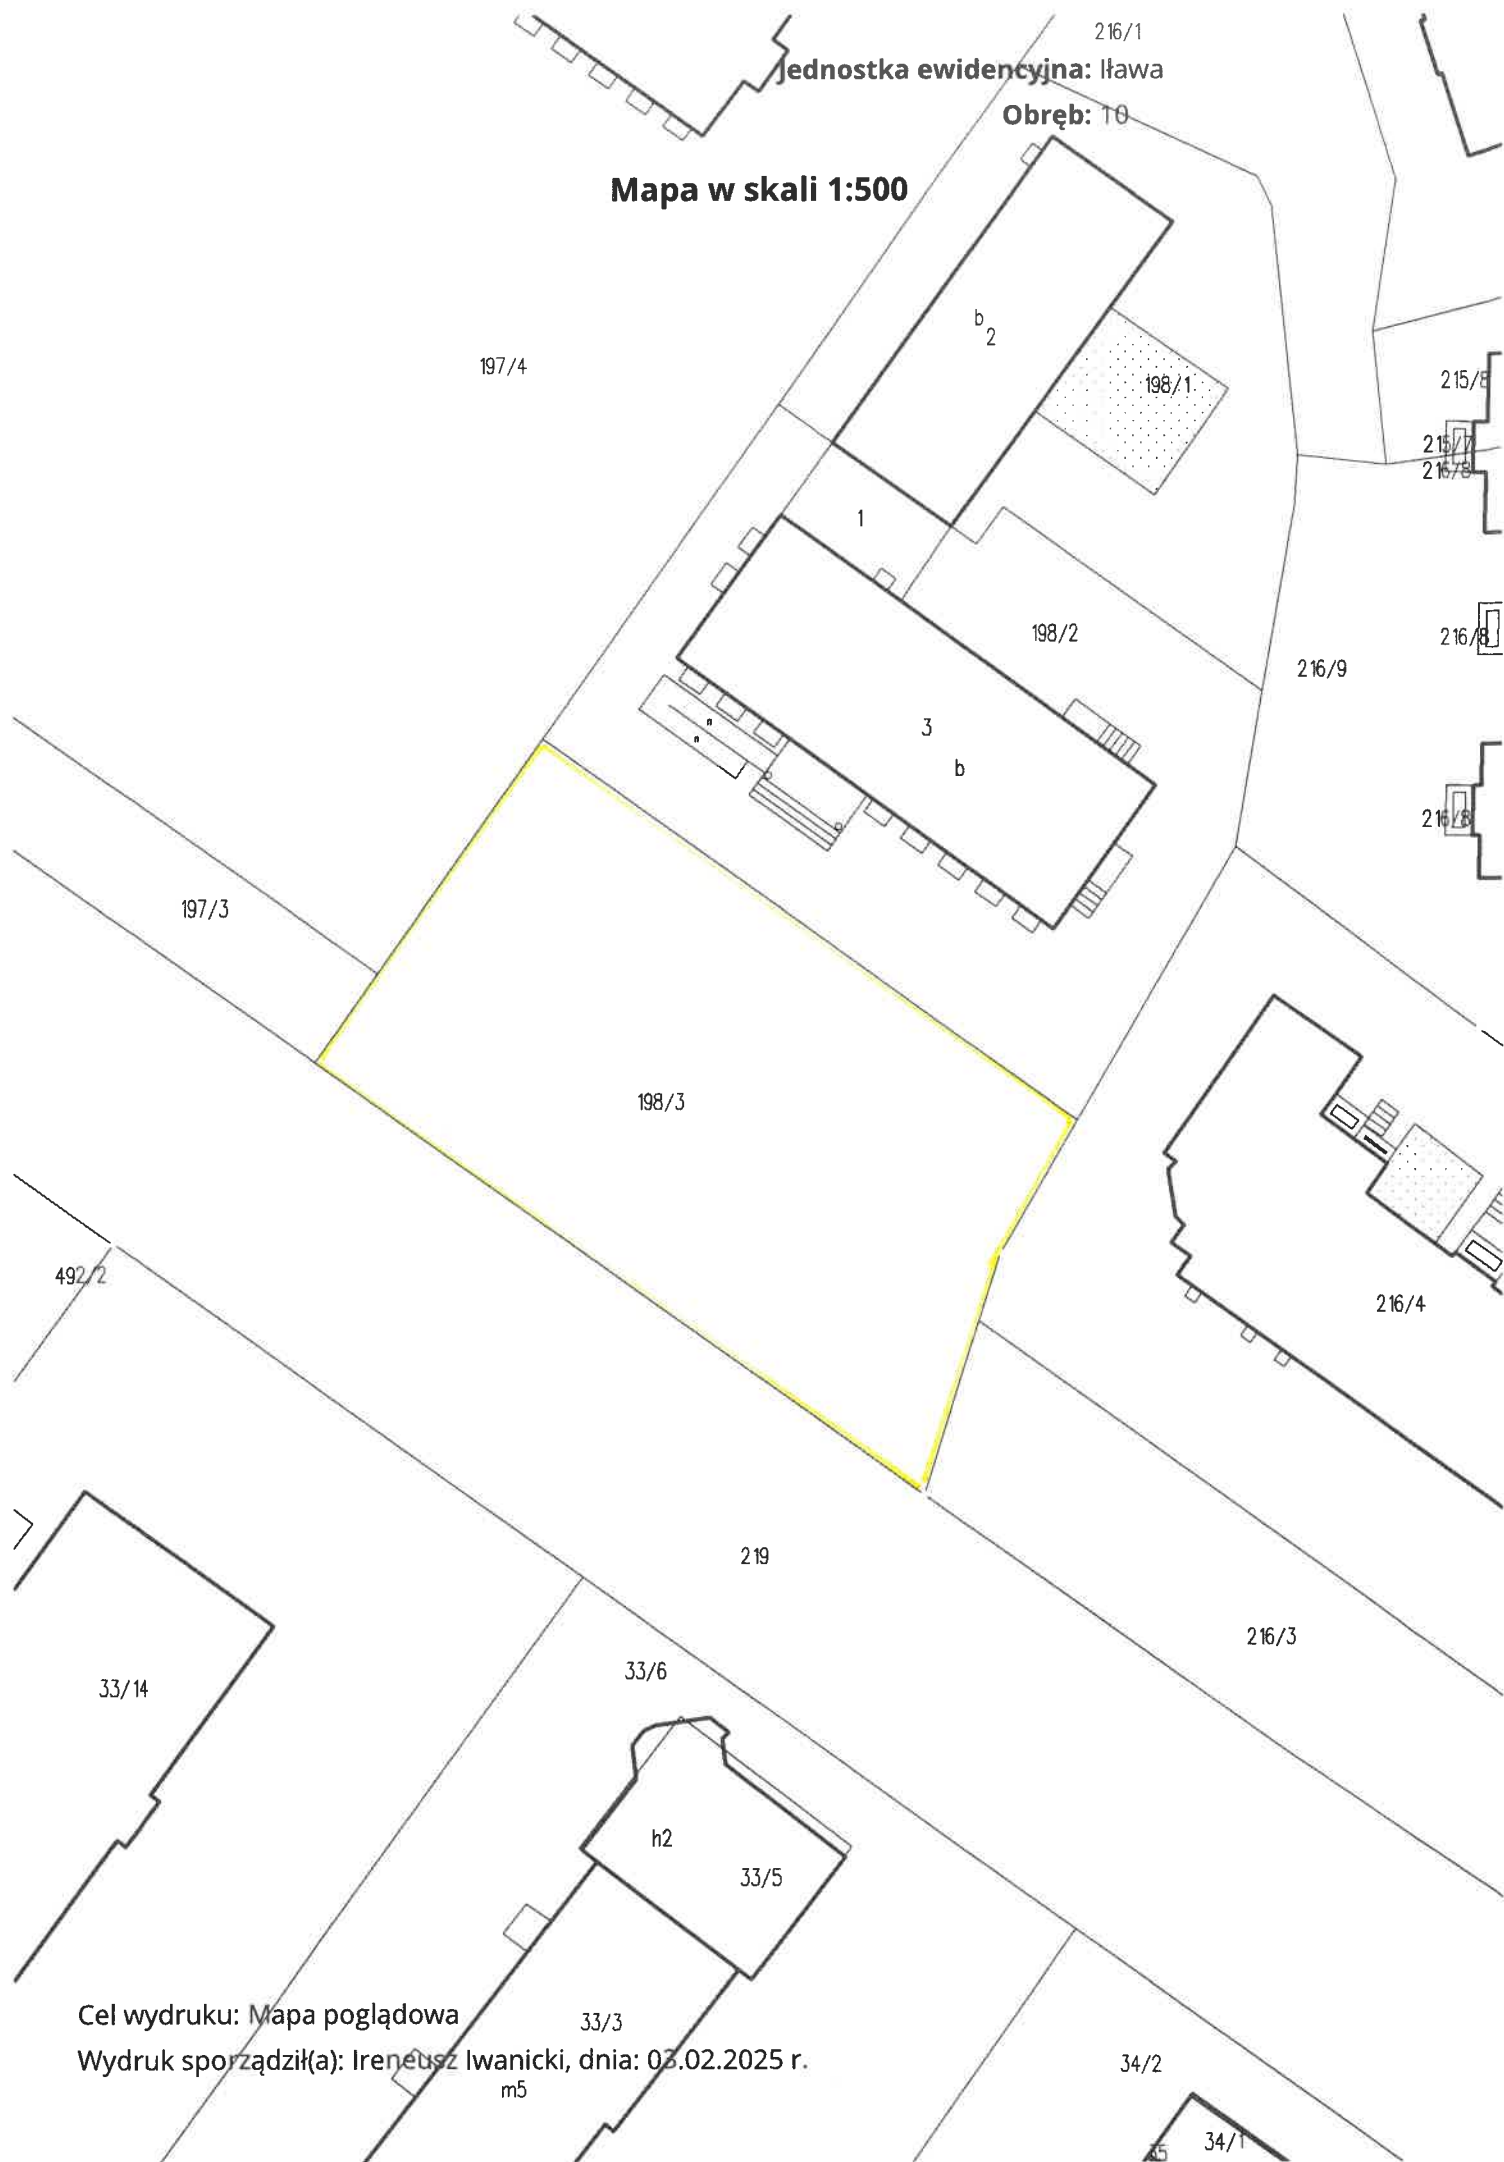 216/1
Jednostka ewidencyjna: Iława
Obręb: 10
Mapa w skali 1:500
b
2
197/4
198/1
215/8
215/7
216/8
1
198/2
216/8
216/9
3
b
216/8
197/3
198/3
492/2
216/4
219
216/3
33/6
33/14
h2
33/5
Cel wydruku: Mapa poglądowa
33/3
Wydruk sporządził(a): Ireneusz Iwanicki, dnia: 03.02.2025 r.
34/2
m5
34/1